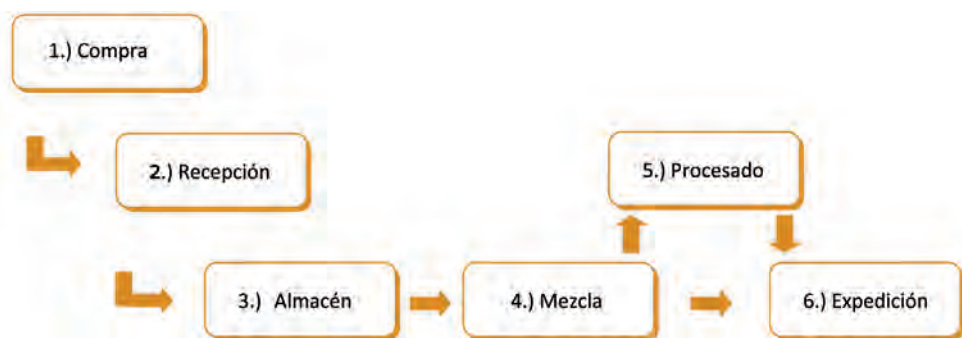 1.) Compra
2.) Recepción
5.) Procesado
3.) Almacén
4.) Mezcla
6.) Expedición